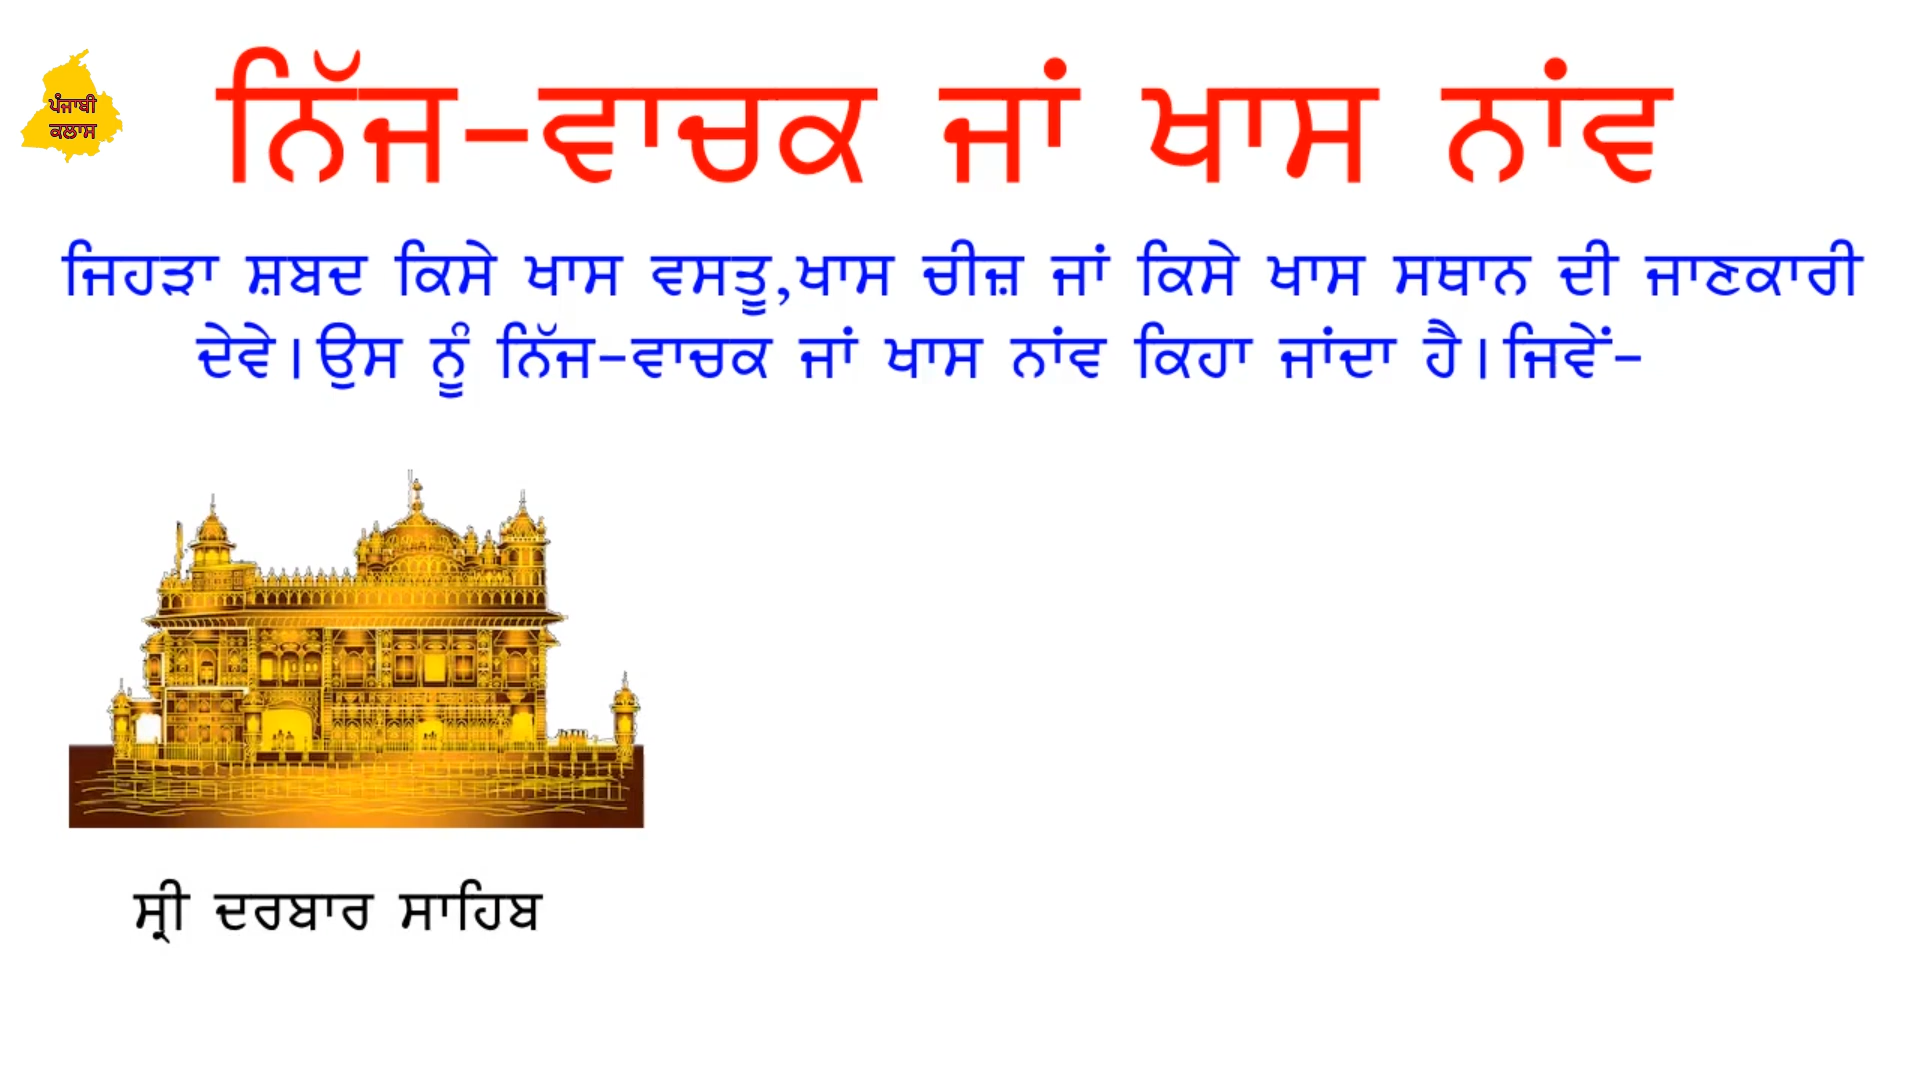 ਪੰਜਾਬੀ
ਕਲਾਸ
ਨਿੱਜ-ਵਾਚਕ ਜਾਂ ਖਾਸ ਨਾਂਵ
ਜਿਹੜਾ ਸ਼ਬਦ ਕਿਸੇ ਖਾਸ ਵਸਤੂ,ਖਾਸ ਚੀਜ਼ ਜਾਂ ਕਿਸੇ ਖਾਸ ਸਥਾਨ ਦੀ ਜਾਣਕਾਰੀ
ਦੇਵੇ।ਉਸ ਨੂੰ ਨਿੱਜ-ਵਾਚਕ ਜਾਂ ਖਾਸ ਨਾਂਵ ਕਿਹਾ ਜਾਂਦਾ ਹੈ।ਜਿਵੇਂ-
ਸ੍ਰੀ ਦਰਬਾਰ ਸਾਹਿਬ